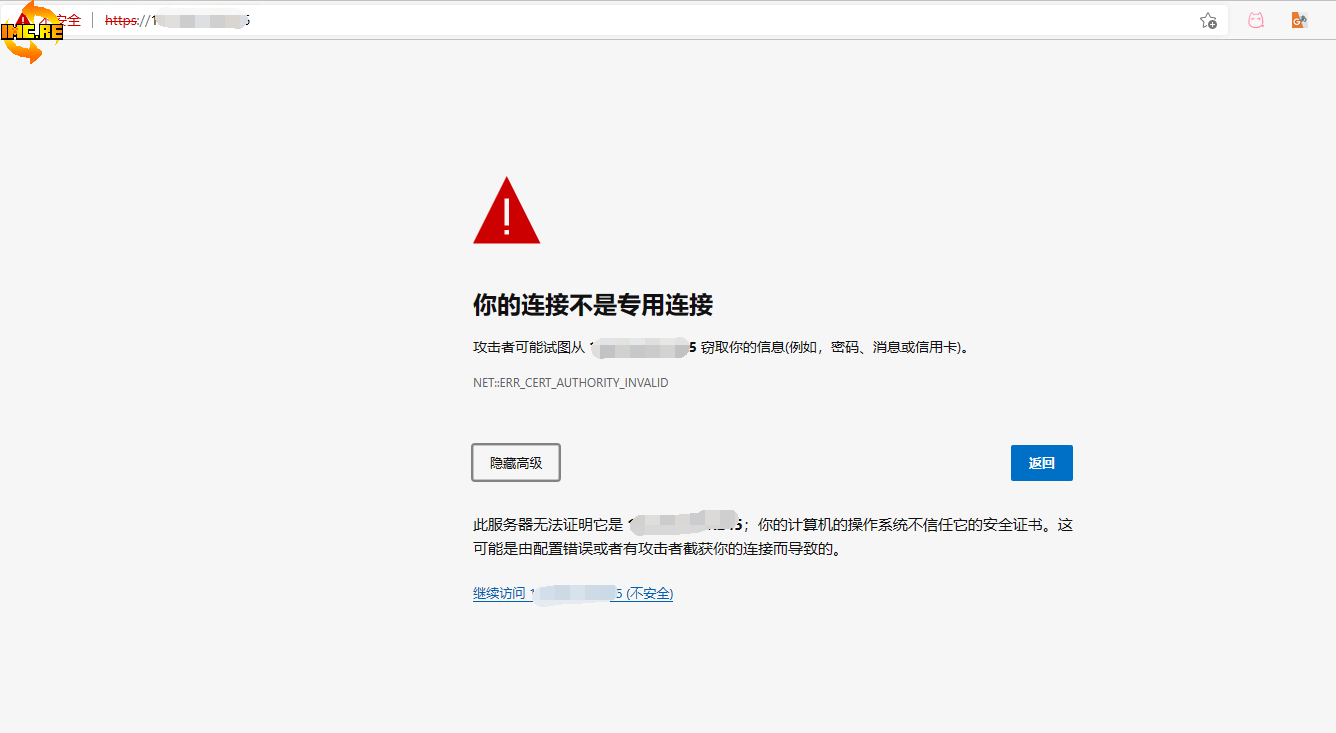 不安全 https://1 5
IMC.RE
你的连接不是专用连接
攻击者可能试图从 5 窃取你的信息(例如，密码、消息或信用卡)。
NET::ERR_CERT_AUTHORITY_INVALID
隐藏高级
返回
此服务器无法证明它是 5；你的计算机的操作系统不信任它的安全证书。这
可能是由配置错误或者有攻击者截获你的连接而导致的。
继续访问 1 5 (不安全)